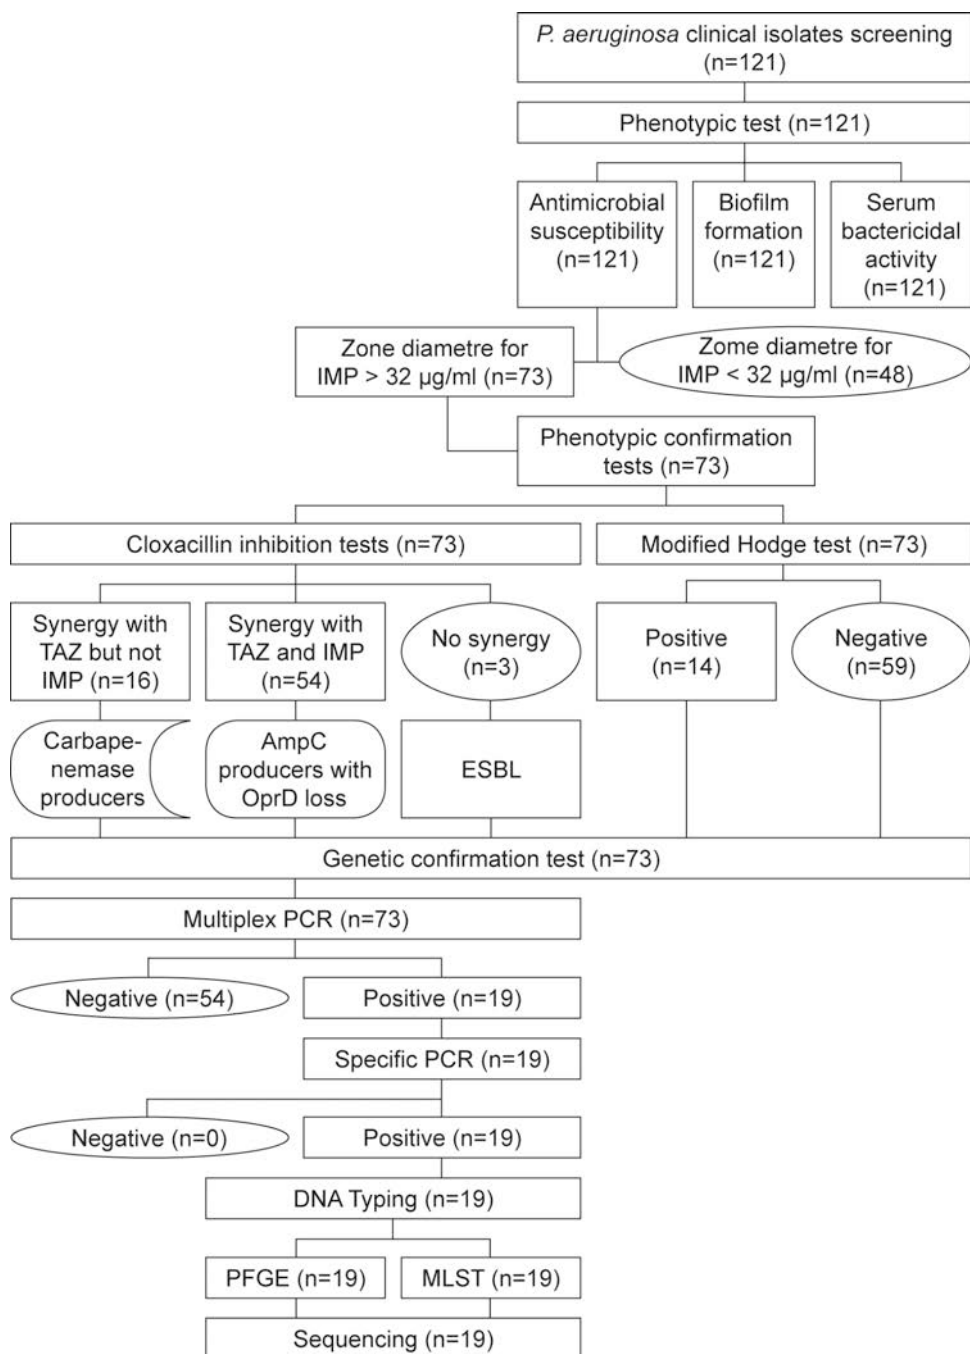 P. aeruginosa clinical isolates screening
(n=121)
Phenotypic test (n=121)
Antimicrobial
susceptibility
(n=121)
Biofilm
formation
(n=121)
Serum
bactericidal
activity
(n=121)
Zone diametre for
IMP > 32 µg/ml (n=73)
Zome diametre for
IMP < 32 µg/ml (n=48)
Phenotypic confirmation
tests (n=73)
Cloxacillin inhibition tests (n=73)
Modified Hodge test (n=73)
Synergy with
TAZ but not
IMP (n=16)
Synergy with
TAZ and IMP
(n=54)
No synergy
(n=3)
Positive
(n=14)
Negative
(n=59)
Carbape-
nemase
producers
AmpC
producers with
OprD loss
ESBL
Genetic confirmation test (n=73)
Multiplex PCR (n=73)
Negative (n=54)
Positive (n=19)
Specific PCR (n=19)
Negative (n=0)
Positive (n=19)
DNA Typing (n=19)
PFGE (n=19)
MLST (n=19)
Sequencing (n=19)